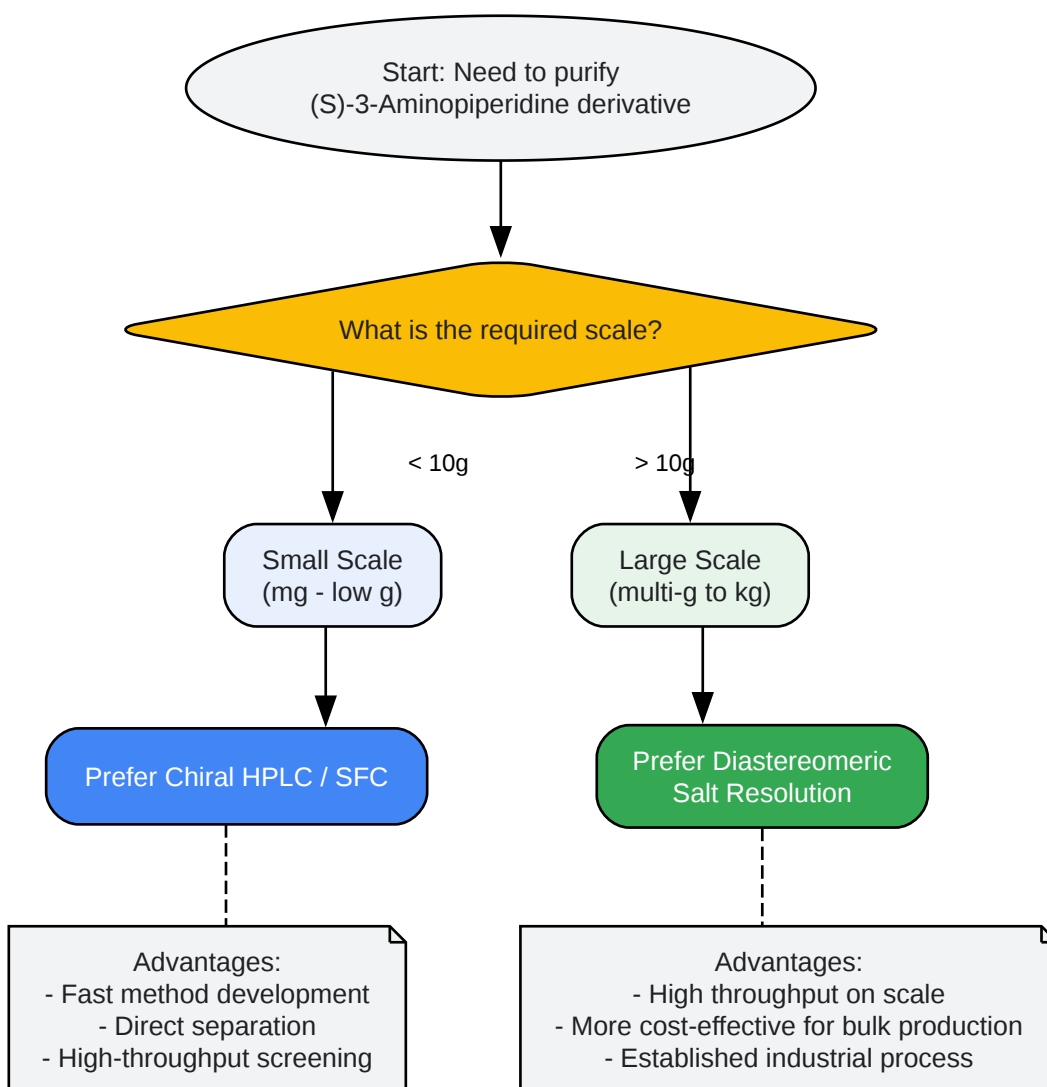 Start: Need to purify
(S)-3-Aminopiperidine derivative
What is the required scale?
< 10g
> 10g
Small Scale
(mg - low g)
Large Scale
(multi-g to kg)
Prefer Chiral HPLC / SFC
Prefer Diastereomeric
Salt Resolution
Advantages:
- Fast method development
- Direct separation
- High-throughput screening
Advantages:
- High throughput on scale
- More cost-effective for bulk production
- Established industrial process